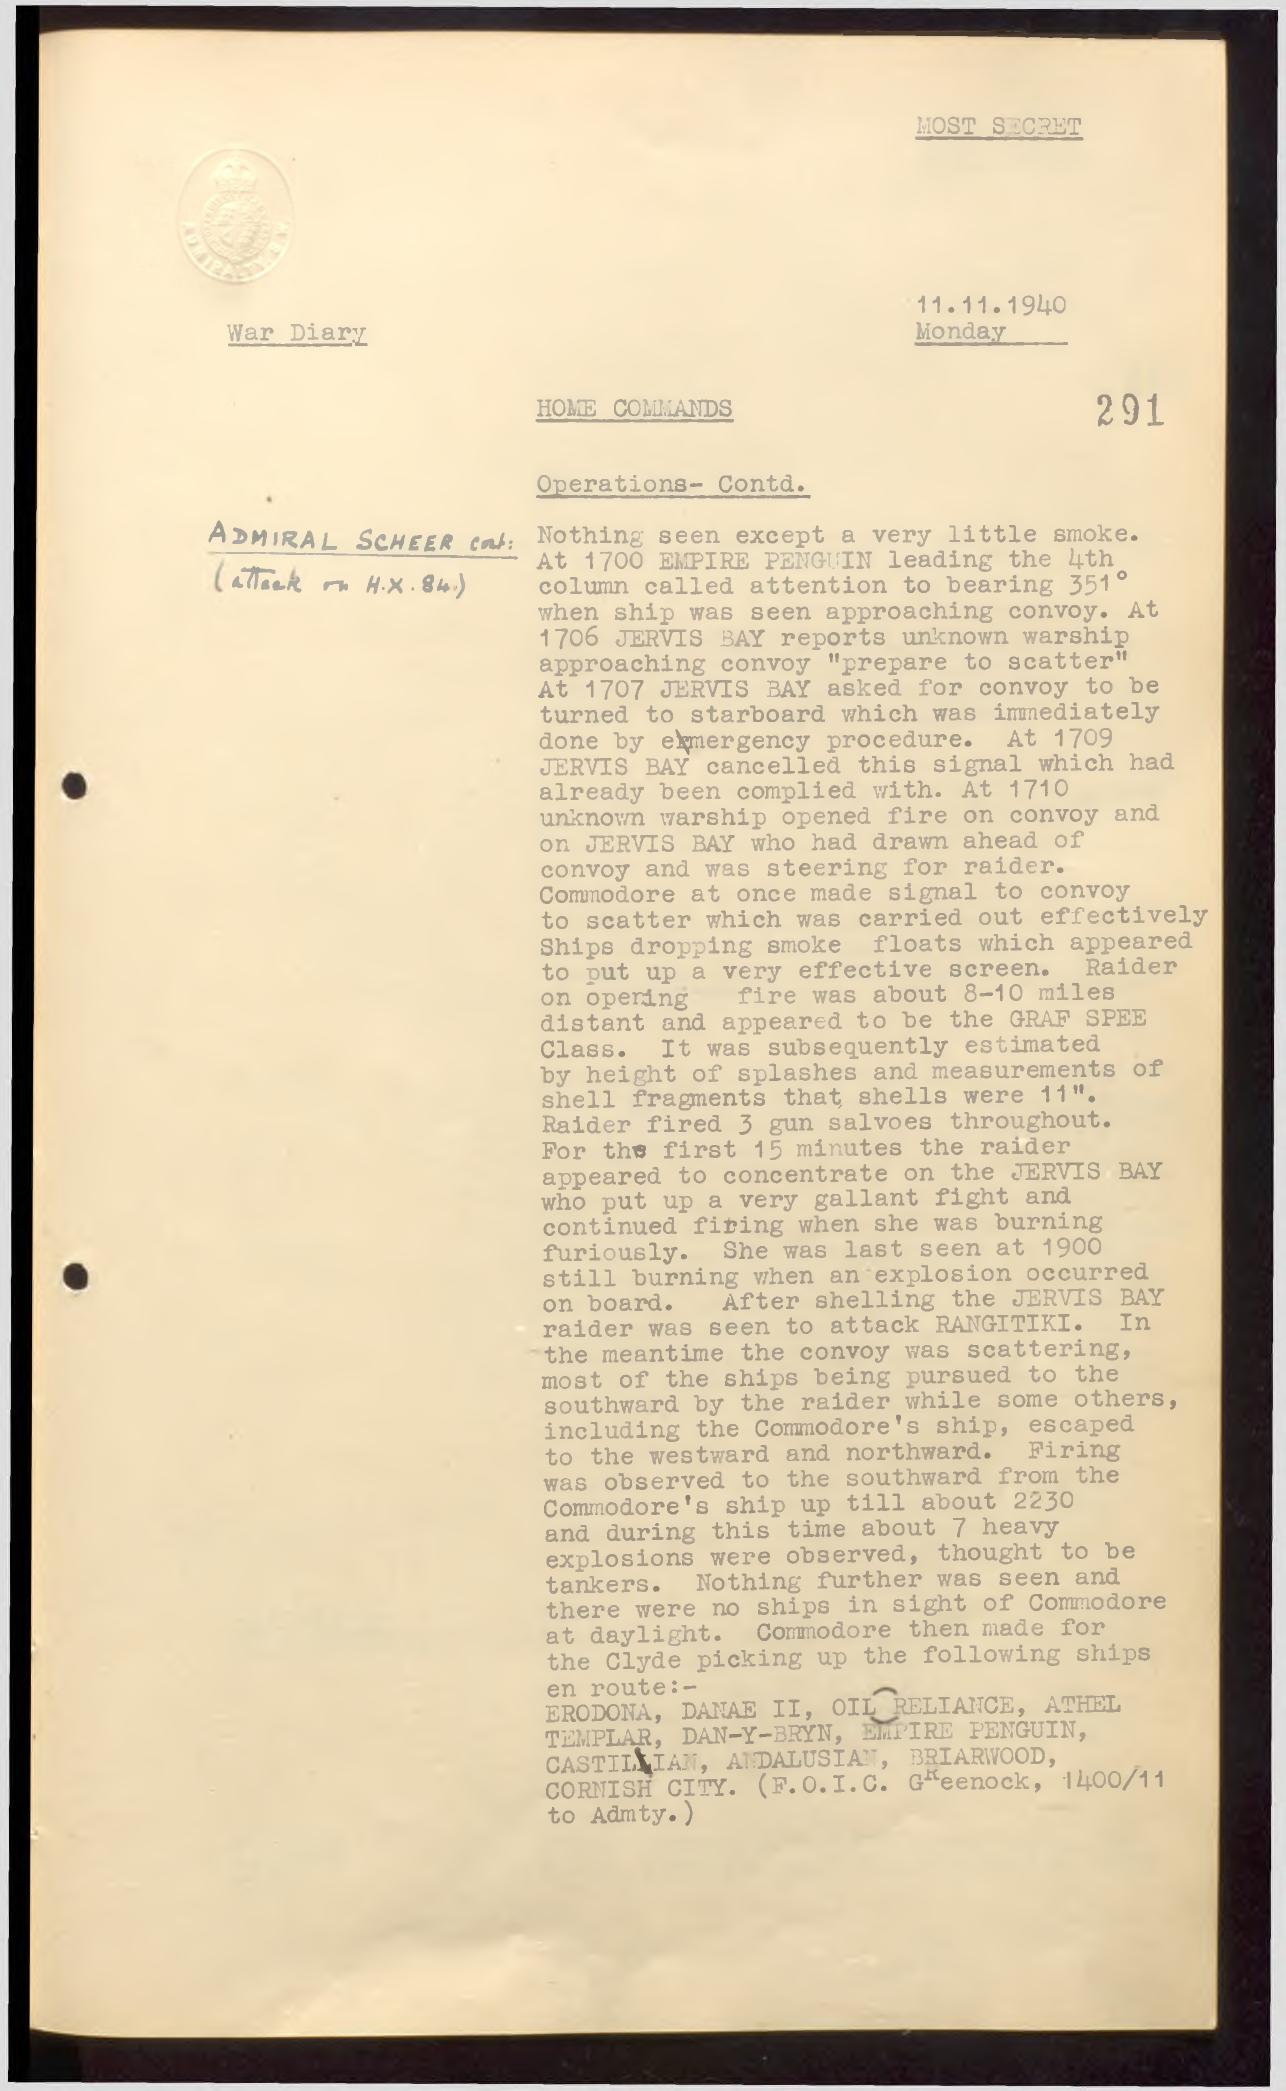 MOST SECRET
ADMIRALTY. S.W.
11.11.1940
War Diary
Monday
HOME COMMANDS
291
Operations- Contd.
ADMIRAL SCHEER cont:
(attack on H.X. 84.)
Nothing seen except a very little smoke.
At 1700 EMPIRE PENGUIN leading the 4th
column called attention to bearing 351°
when ship was seen approaching convoy. At
1706 JERVIS BAY reports unknown warship
approaching convoy "prepare to scatter"
At 1707 JERVIS BAY asked for convoy to be
turned to starboard which was immediately
done by emergency procedure. At 1709
JERVIS BAY cancelled this signal which had
already been complied with. At 1710
unknown warship opened fire on convoy and
on JERVIS BAY who had drawn ahead of
convoy and was steering for raider.
Commodore at once made signal to convoy
to scatter which was carried out effectively
Ships dropping smoke floats which appeared
to put up a very effective screen. Raider
on opering fire was about 8-10 miles
distant and appeared to be the GRAF SPEE
Class. It was subsequently estimated
by height of splashes and measurements of
shell fragments that shells were 11".
Raider fired 3 gun salvoes throughout.
For the first 15 minutes the raider
appeared to concentrate on the JERVIS BAY
who put up a very gallant fight and
continued firing when she was burning
furiously. She was last seen at 1900
still burning when an explosion occurred
on board. After shelling the JERVIS BAY
raider was seen to attack RANGITIKI. In
the meantime the convoy was scattering,
most of the ships being pursued to the
southward by the raider while some others,
including the Commodore's ship, escaped
to the westward and northward. Firing
was observed to the southward from the
Commodore's ship up till about 2230
and during this time about 7 heavy
explosions were observed, thought to be
tankers. Nothing further was seen and
there were no ships in sight of Commodore
at daylight. Commodore then made for
the Clyde picking up the following ships
en route:-
ERODONA, DANAE II, OIL RELIANCE, ATHEL
TEMPLAR, DAN-Y-BRYN, EMPIRE PENGUIN,
CASTILIAN, ANDALUSIAN, BRIARWOOD,
CORNISH CITY. (F.O.I.C. GReenock, 1400/11
to Admty.)